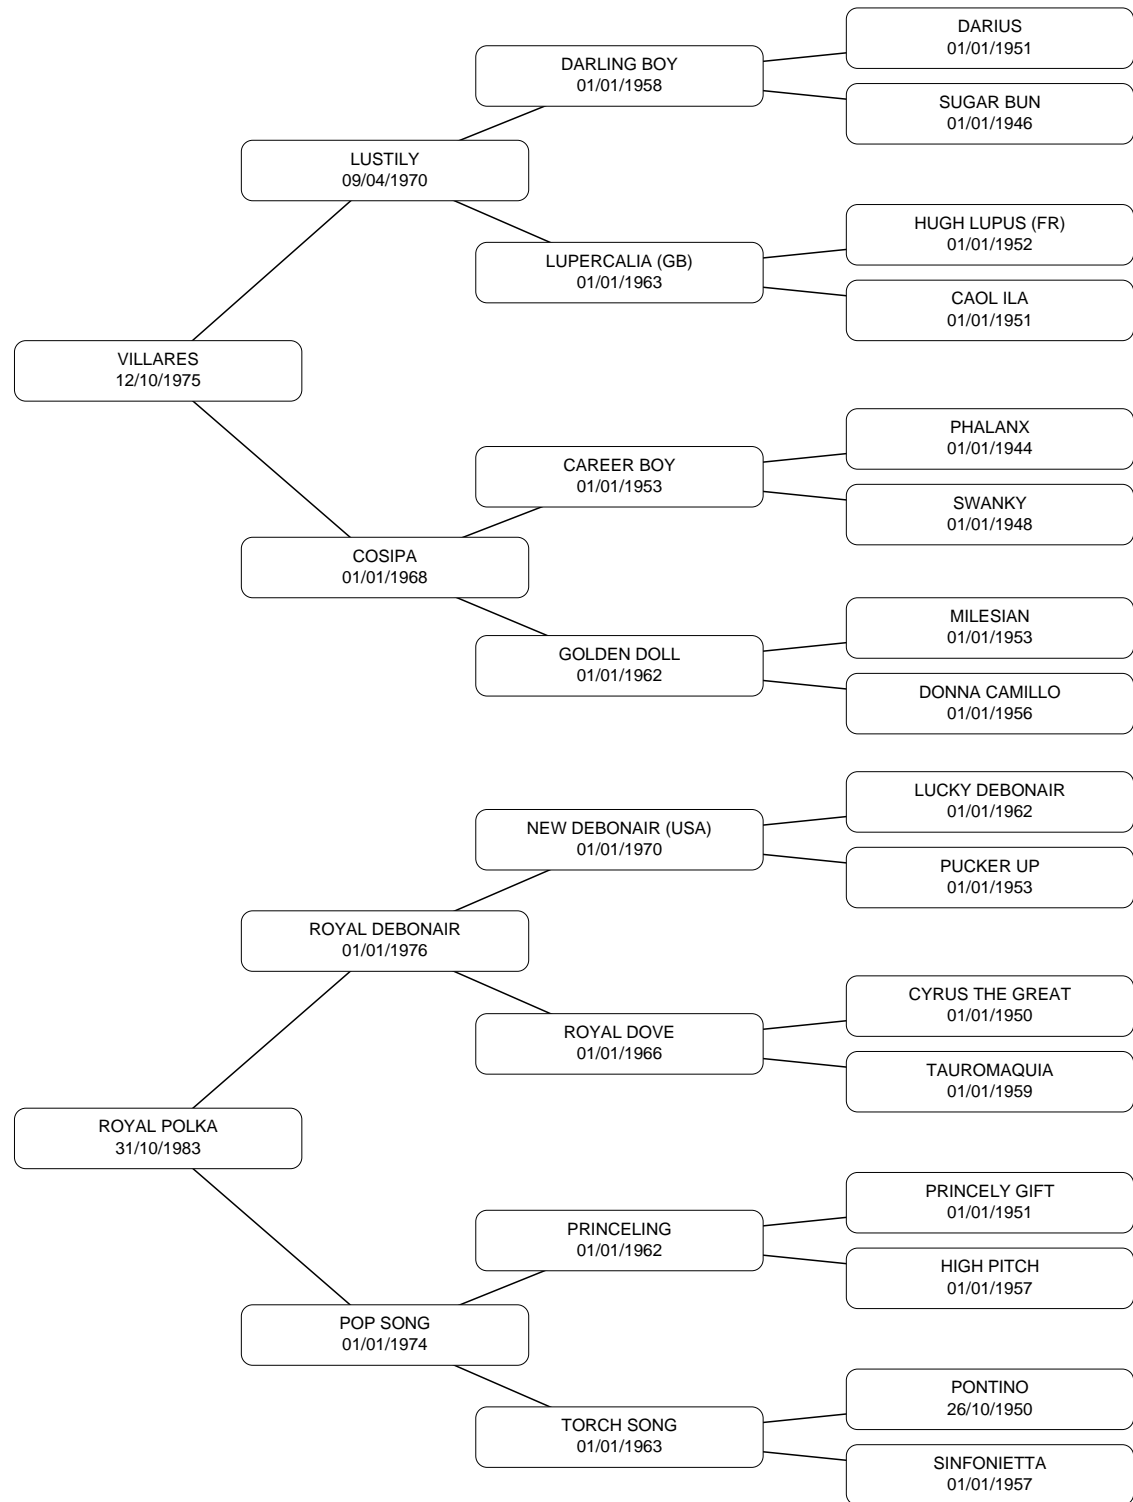 DARIUS
01/01/1951
DARLING BOY
01/01/1958
SUGAR BUN
01/01/1946
LUSTILY
09/04/1970
HUGH LUPUS (FR)
01/01/1952
LUPERCALIA (GB)
01/01/1963
CAOL ILA
01/01/1951
VILLARES
12/10/1975
PHALANX
01/01/1944
CAREER BOY
01/01/1953
SWANKY
01/01/1948
COSIPA
01/01/1968
MILESIAN
01/01/1953
GOLDEN DOLL
01/01/1962
DONNA CAMILLO
01/01/1956
LUCKY DEBONAIR
01/01/1962
NEW DEBONAIR (USA)
01/01/1970
PUCKER UP
01/01/1953
ROYAL DEBONAIR
01/01/1976
CYRUS THE GREAT
01/01/1950
ROYAL DOVE
01/01/1966
TAUROMAQUIA
01/01/1959
ROYAL POLKA
31/10/1983
PRINCELY GIFT
01/01/1951
PRINCELING
01/01/1962
HIGH PITCH
01/01/1957
POP SONG
01/01/1974
PONTINO
26/10/1950
TORCH SONG
01/01/1963
SINFONIETTA
01/01/1957